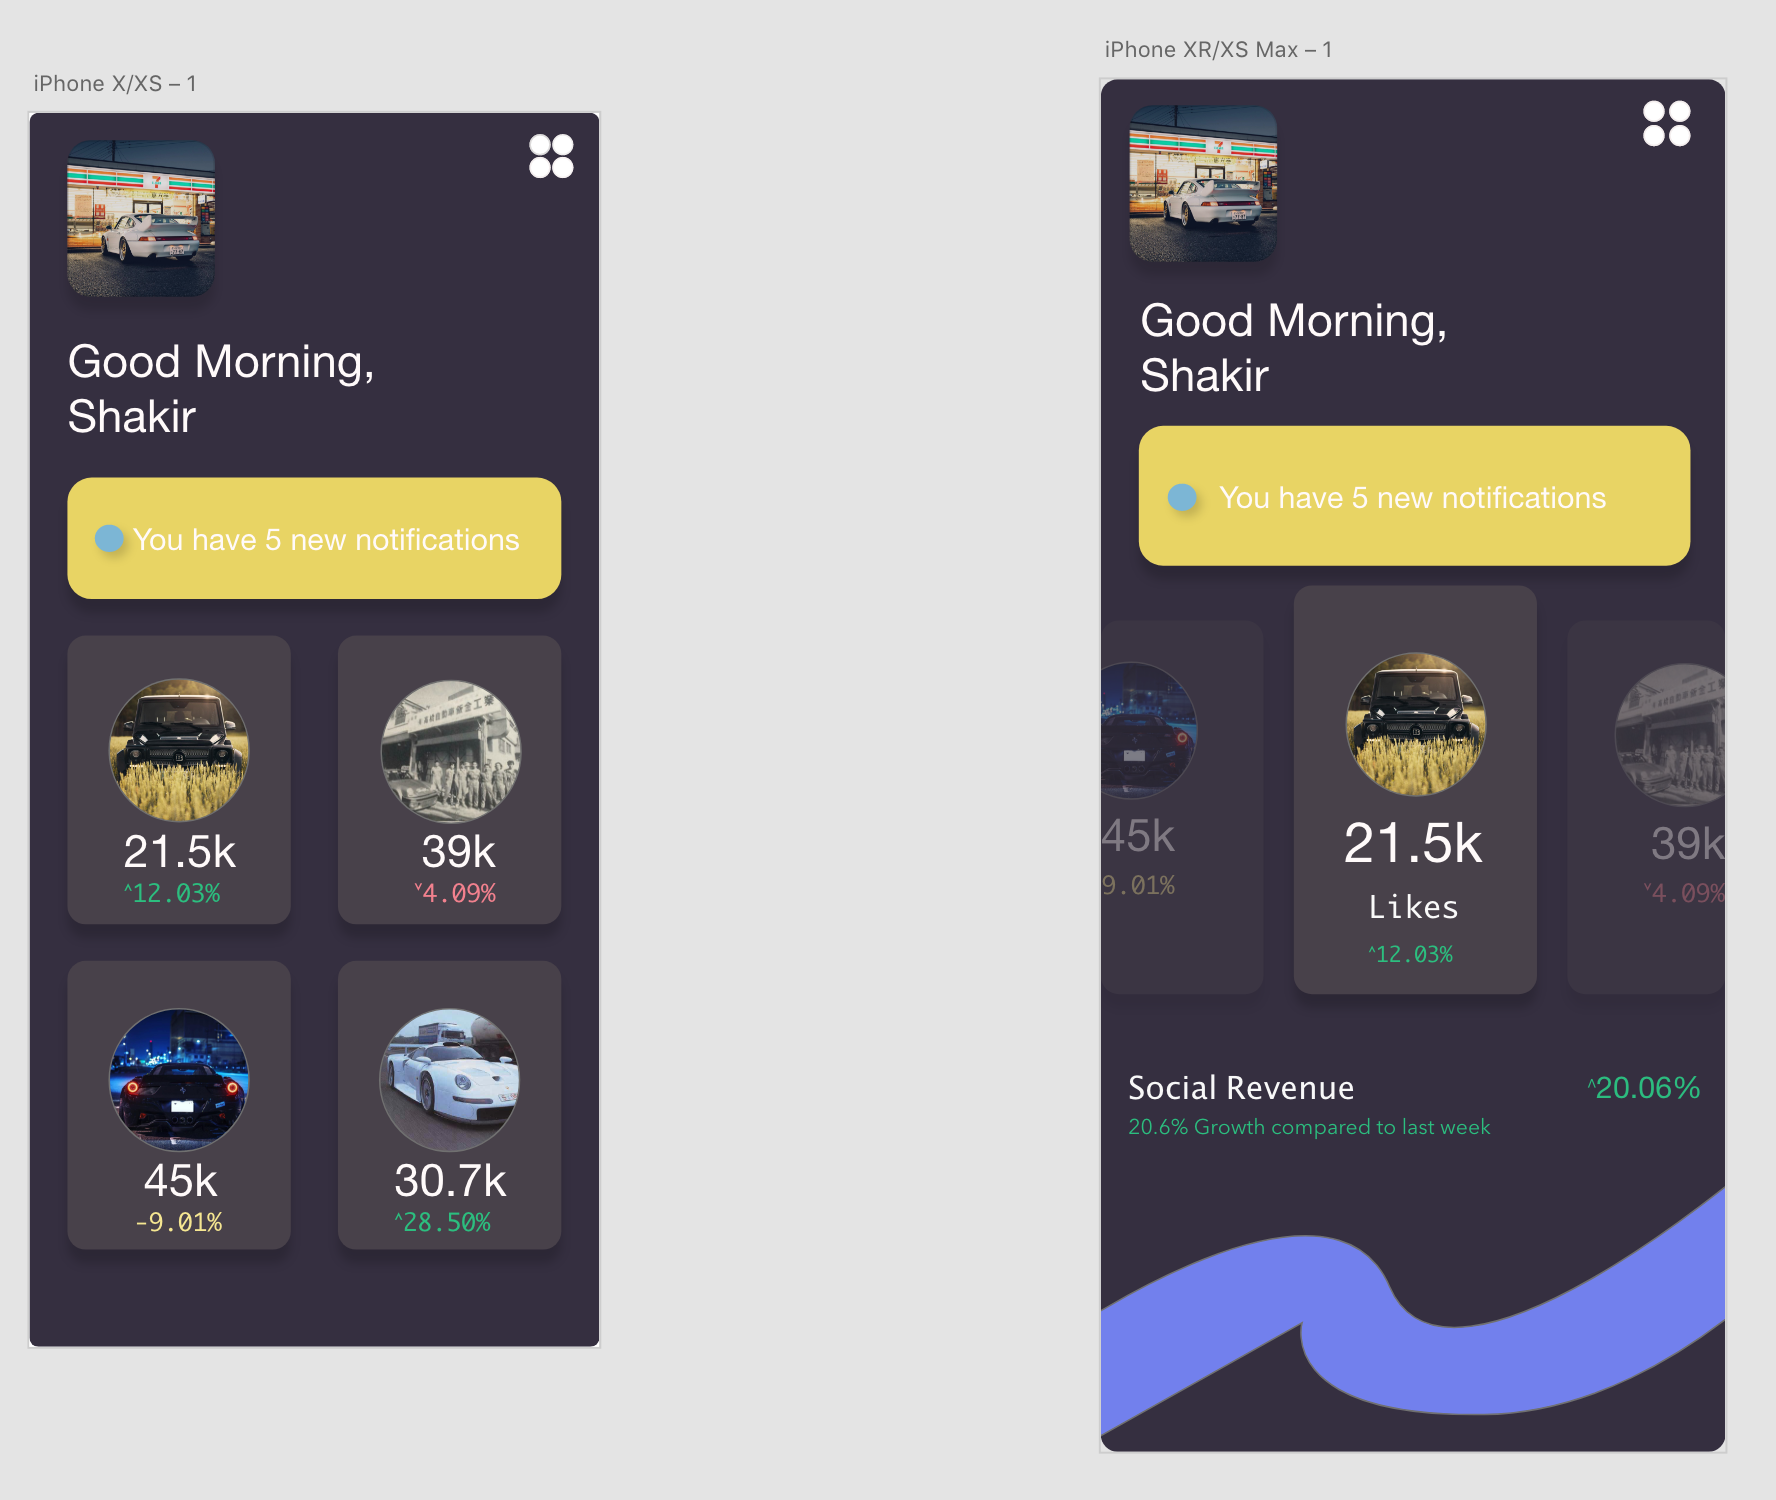 iPhone X/XS – 1
Good Morning,
Shakir
You have 5 new notifications
21.5k
˄12.03%
39k
˅4.09%
45k
-9.01%
30.7k
˄28.50%
iPhone XR/XS Max – 1
Good Morning,
Shakir
You have 5 new notifications
45k
9.01%
21.5k
Likes
˄12.03%
39k
˅4.09%
Social Revenue
˄20.06%
20.6% Growth compared to last week